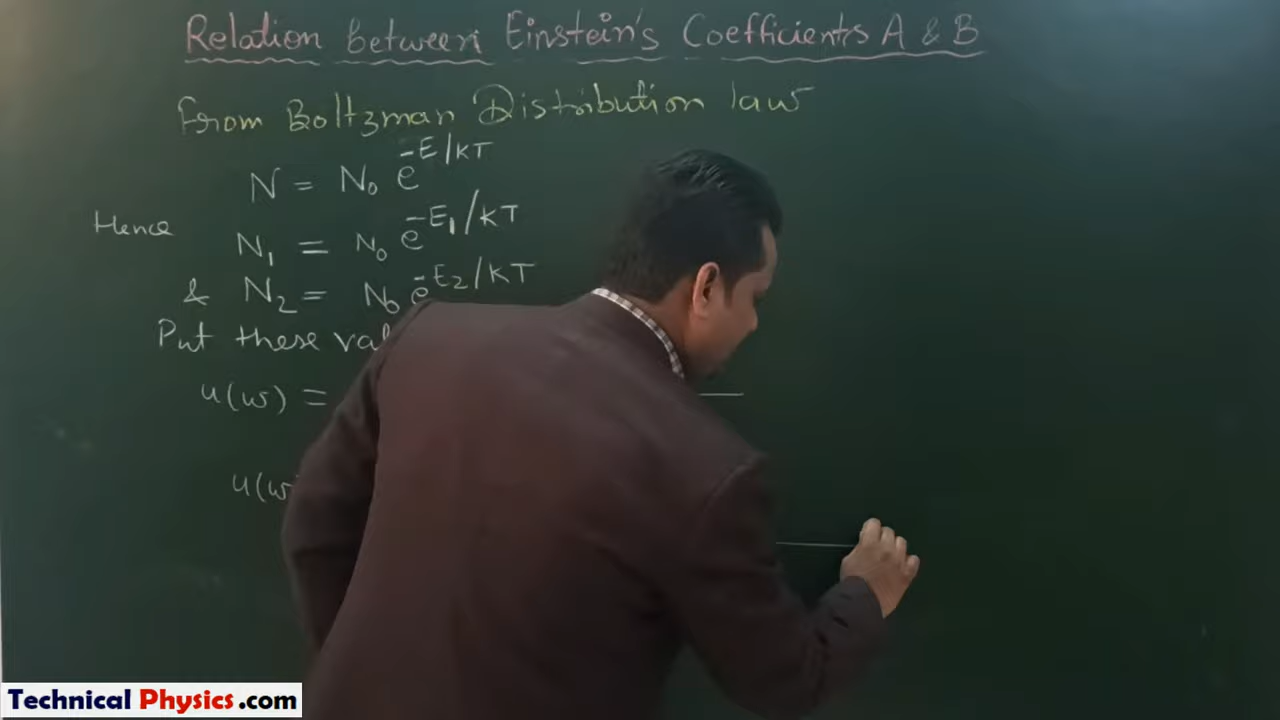 Relation between Einstein's Coefficients A & B
From Boltzman Distribution law
N = N₀ e^-E/KT
Hence N₁ = N₀ e^-E₁/KT
& N₂ = N₀ e^-E₂/KT
Put these
u(w) =
u(w)
Technical Physics.com